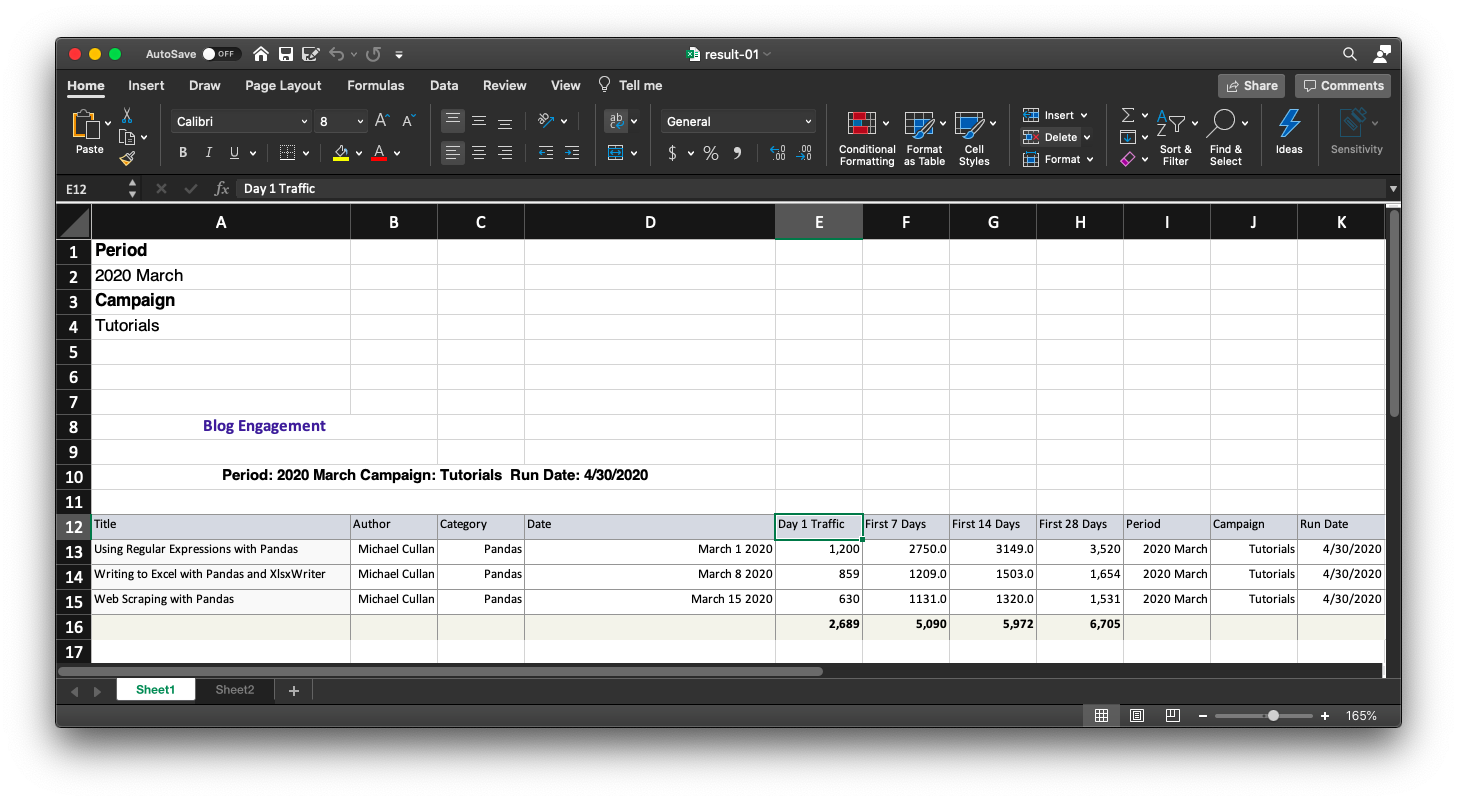 AutoSave OFF result-01
Home Insert Draw Page Layout Formulas Data Review View Tell me Share Comments
Paste Calibri 8 A A ab c General Insert Delete Format
B I U A $ % 9 .00 .0 Conditional Formatting Format as Table Cell Styles Sort & Filter Find & Select Ideas Sensitivity
E12 fx Day 1 Traffic
A B C D E F G H I J K
1 Period
2 2020 March
3 Campaign
4 Tutorials
5
6
7
8 Blog Engagement
9
10 Period: 2020 March Campaign: Tutorials Run Date: 4/30/2020
11
12 Title Author Category Date Day 1 Traffic First 7 Days First 14 Days First 28 Days Period Campaign Run Date
13 Using Regular Expressions with Pandas Michael Cullan Pandas March 1 2020 1,200 2750.0 3149.0 3,520 2020 March Tutorials 4/30/2020
14 Writing to Excel with Pandas and XlsxWriter Michael Cullan Pandas March 8 2020 859 1209.0 1503.0 1,654 2020 March Tutorials 4/30/2020
15 Web Scraping with Pandas Michael Cullan Pandas March 15 2020 630 1131.0 1320.0 1,531 2020 March Tutorials 4/30/2020
16 2,689 5,090 5,972 6,705
17
Sheet1 Sheet2 +
− + 165%